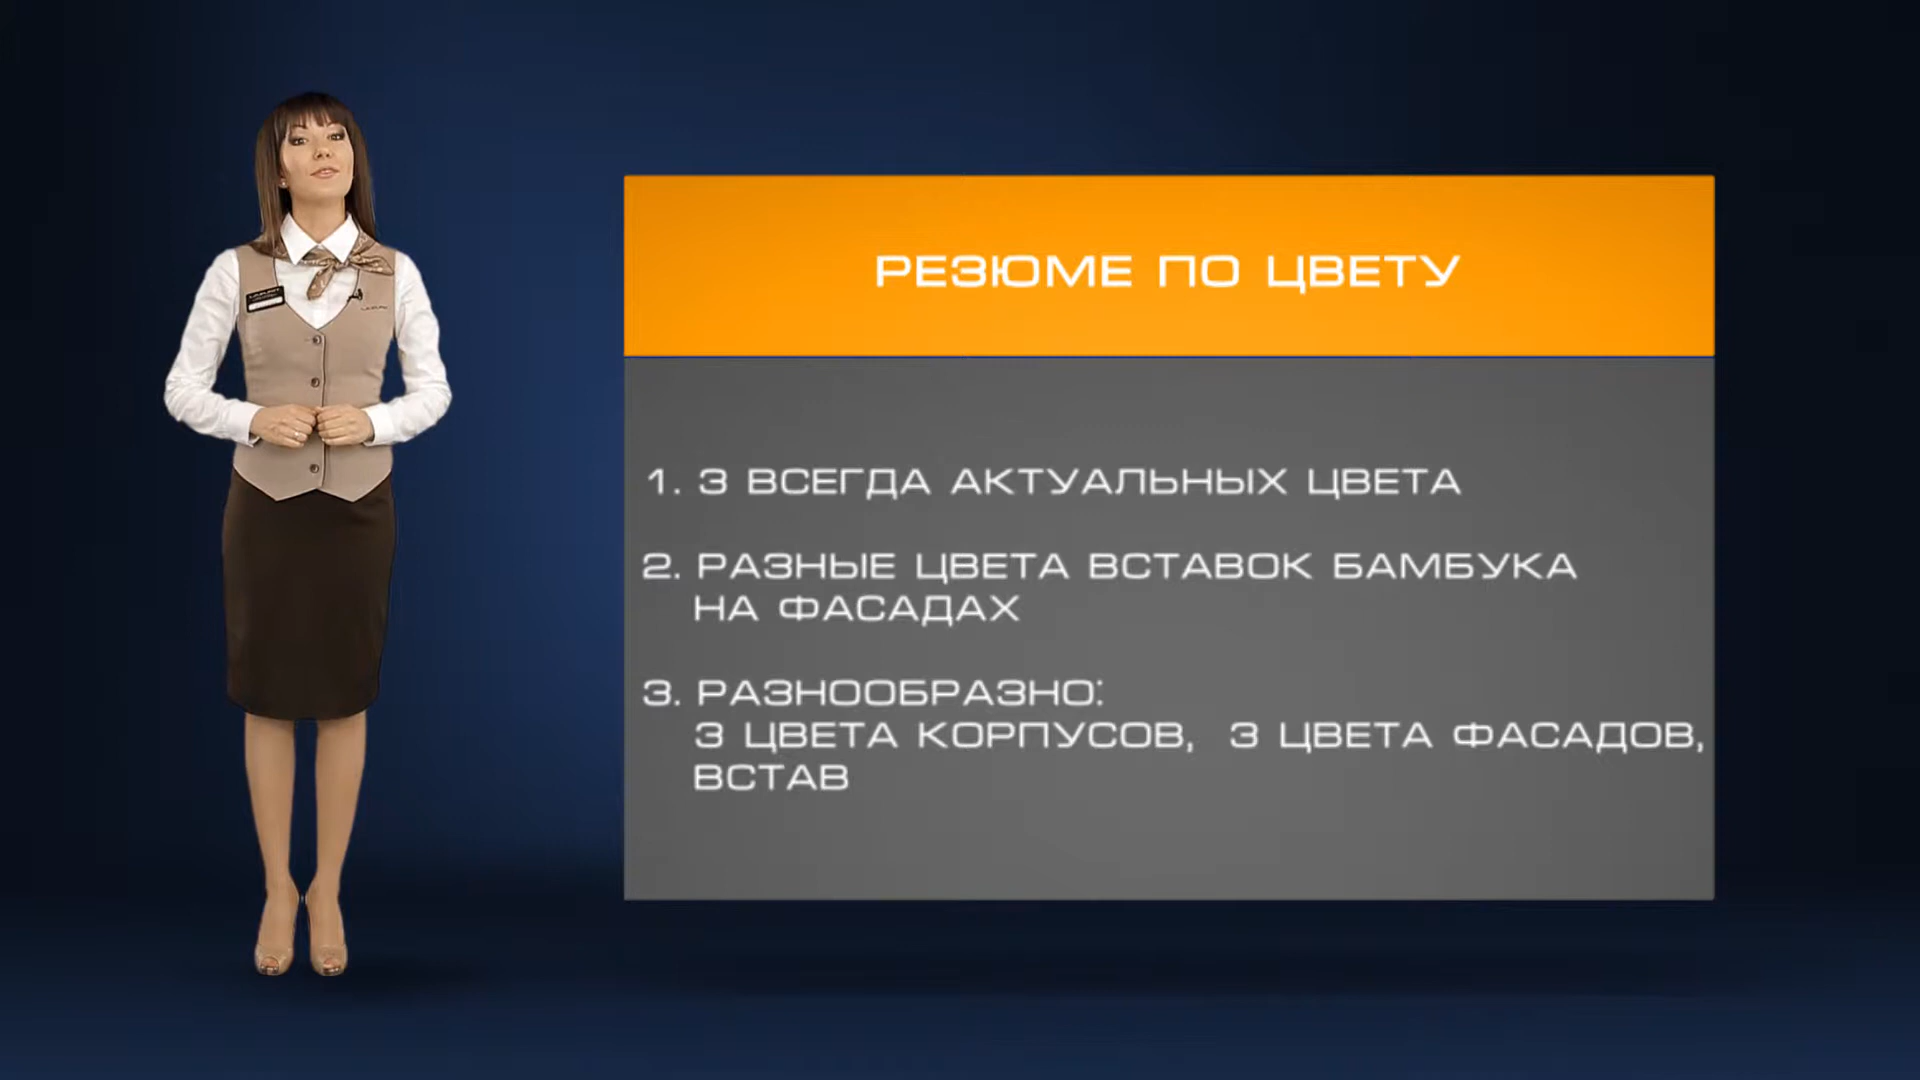 РЕЗЮМЕ ПО ЦВЕТУ
1. 3 ВСЕГДА АКТУАЛЬНЫХ ЦВЕТА
2. РАЗНЫЕ ЦВЕТА ВСТАВОК БАМБУКА
НА ФАСАДАХ
3. РАЗНООБРАЗНО:
3 ЦВЕТА КОРПУСОВ, 3 ЦВЕТА ФАСАДОВ,
ВСТАВ